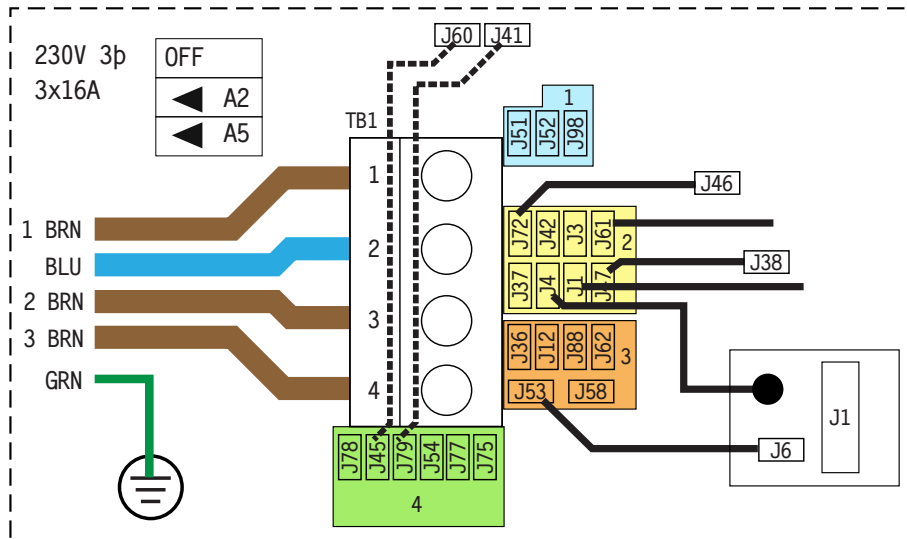 230V 3þ
3x16A
OFF
◄ A2
◄ A5
J60 J41
TB1
1
J51 J52 J98
J46
J72 J42 J3 J61
2
J37 J4 J1 J47
J38
J36 J12 J88 J62
3
J53 J58
J1
J6
1
2
3
4
1 BRN
BLU
2 BRN
3 BRN
GRN
J78 J45 J79 J54 J77 J75
4